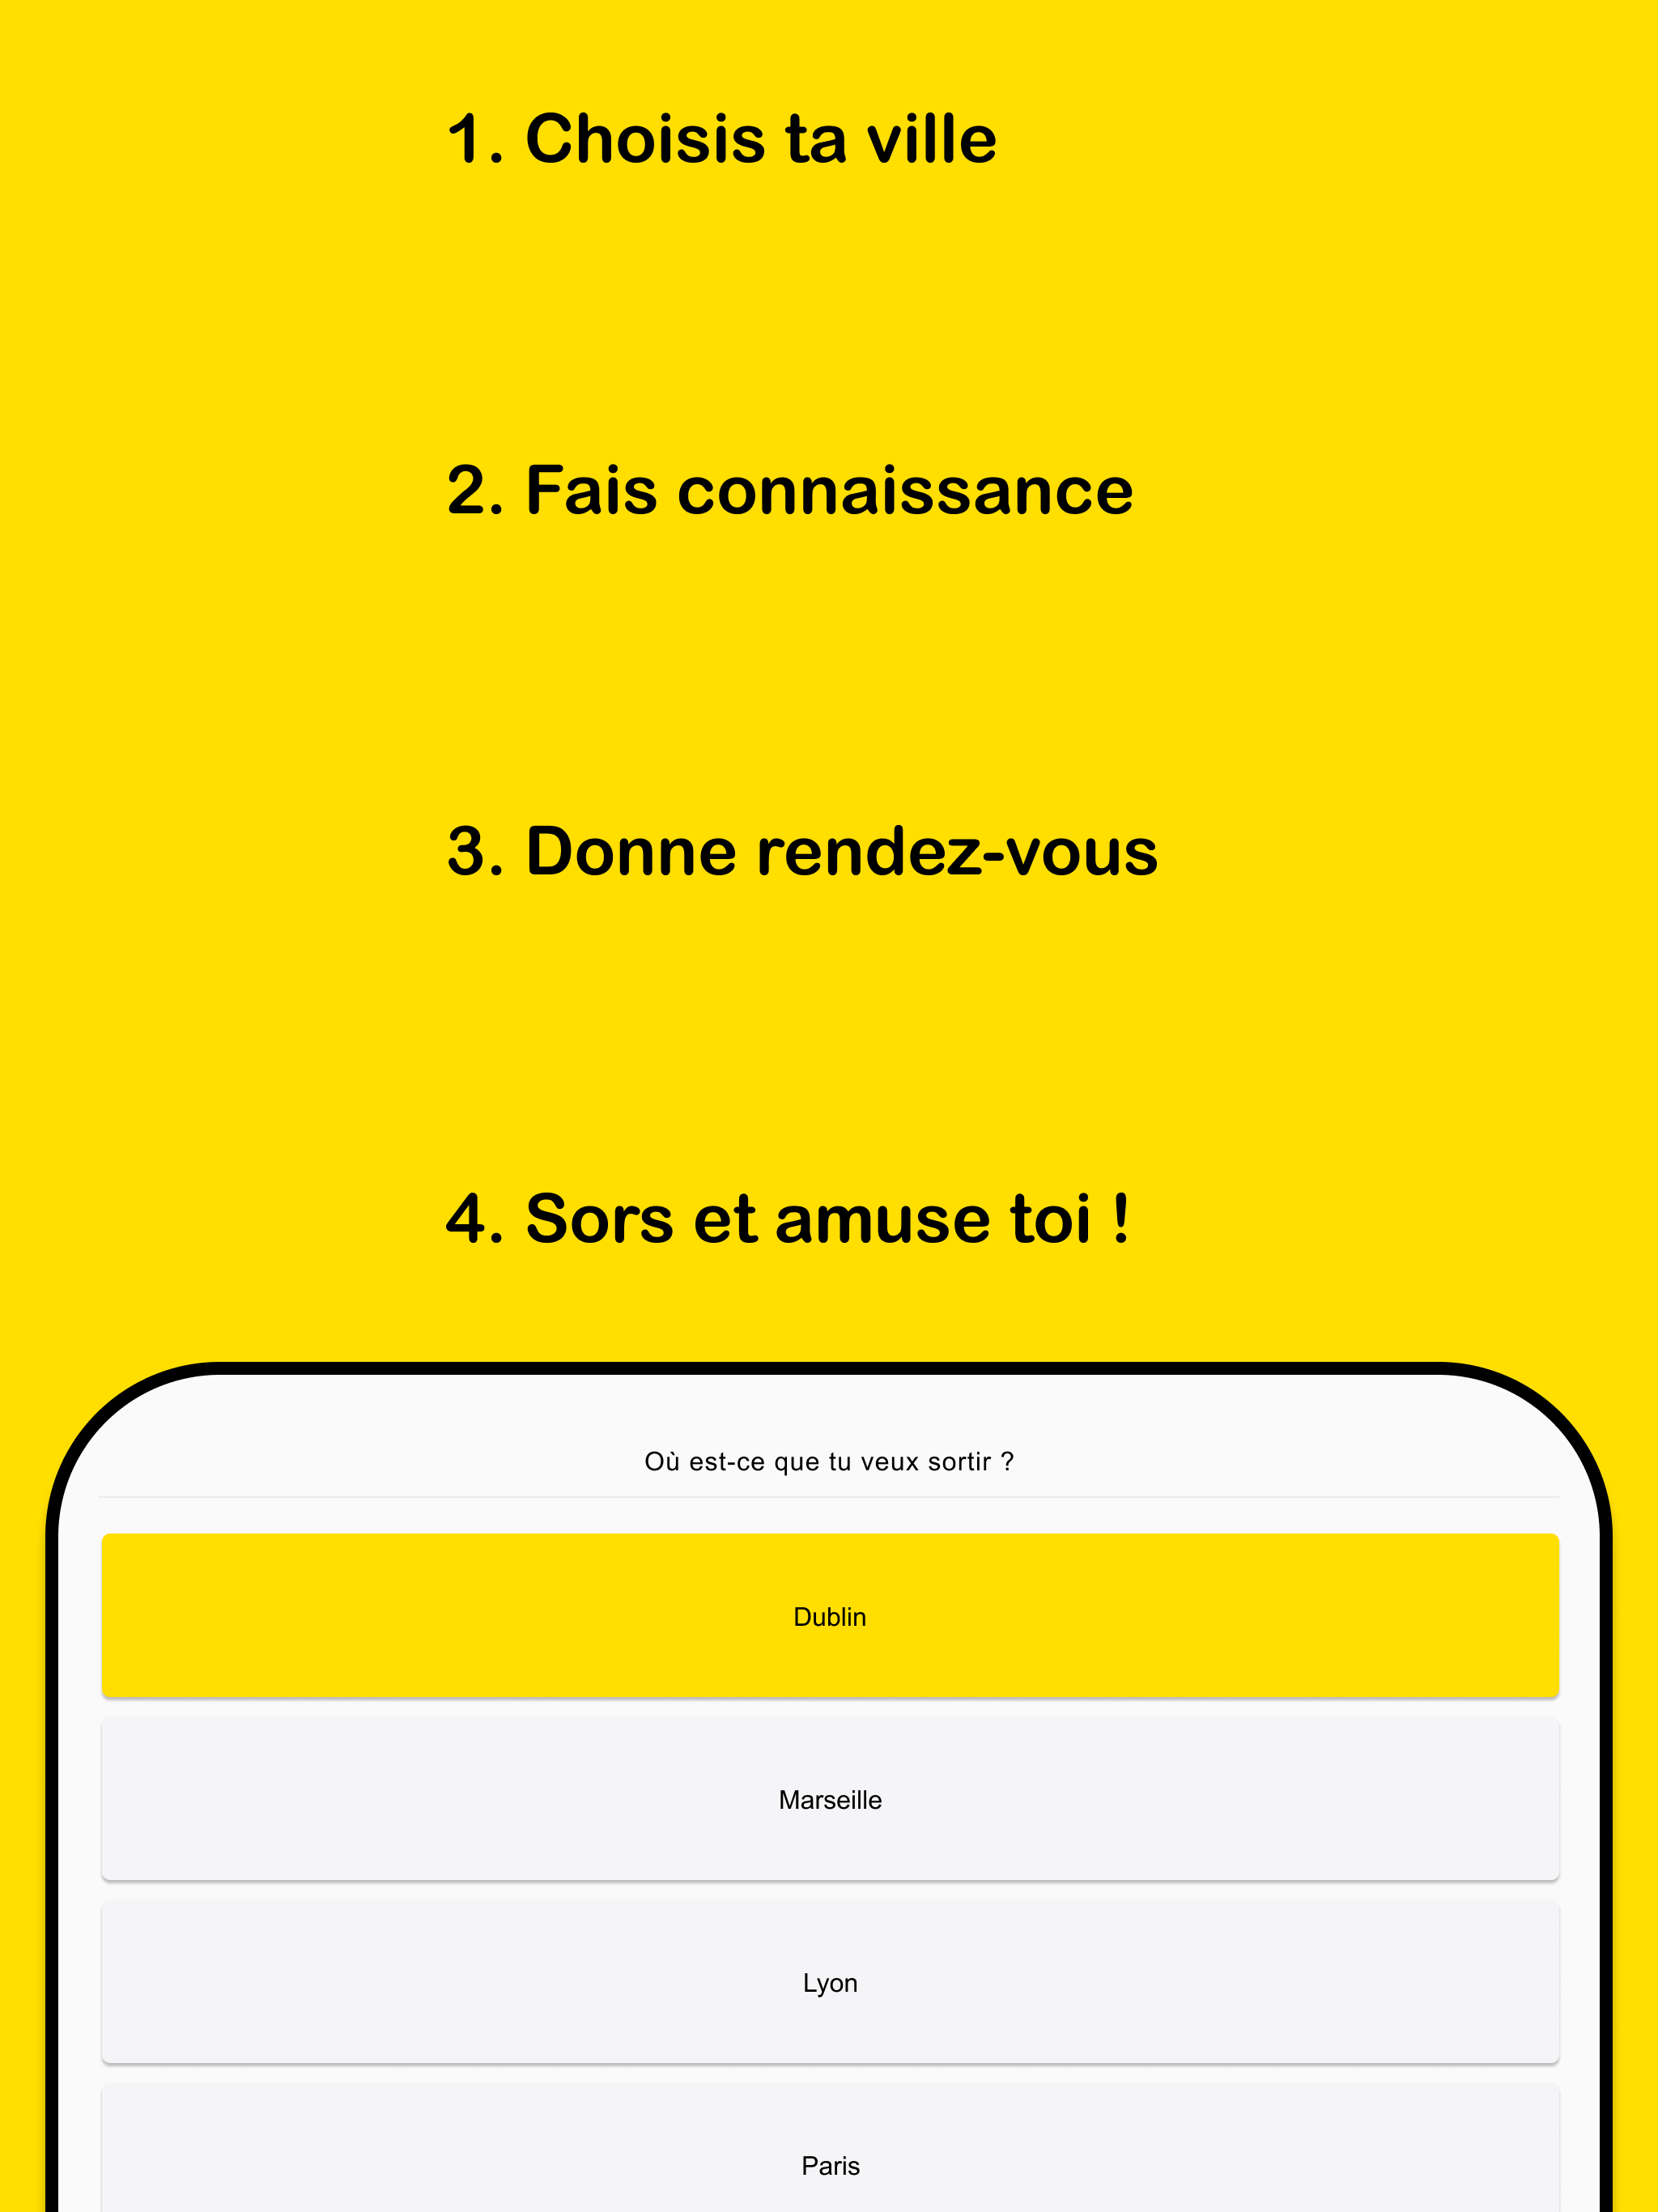 1. Choisis ta ville
2. Fais connaissance
3. Donne rendez-vous
4. Sors et amuse toi !
Où est-ce que tu veux sortir ?
Dublin
Marseille
Lyon
Paris